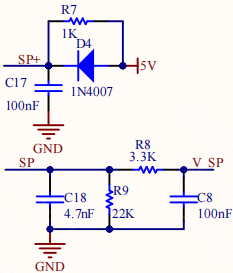 R7
1K
D4
SP+
5V
C17
1N4007
100nF
GND
R8
SP
3.3K
V_SP
C18
R9
C8
4.7nF
22K
100nF
GND